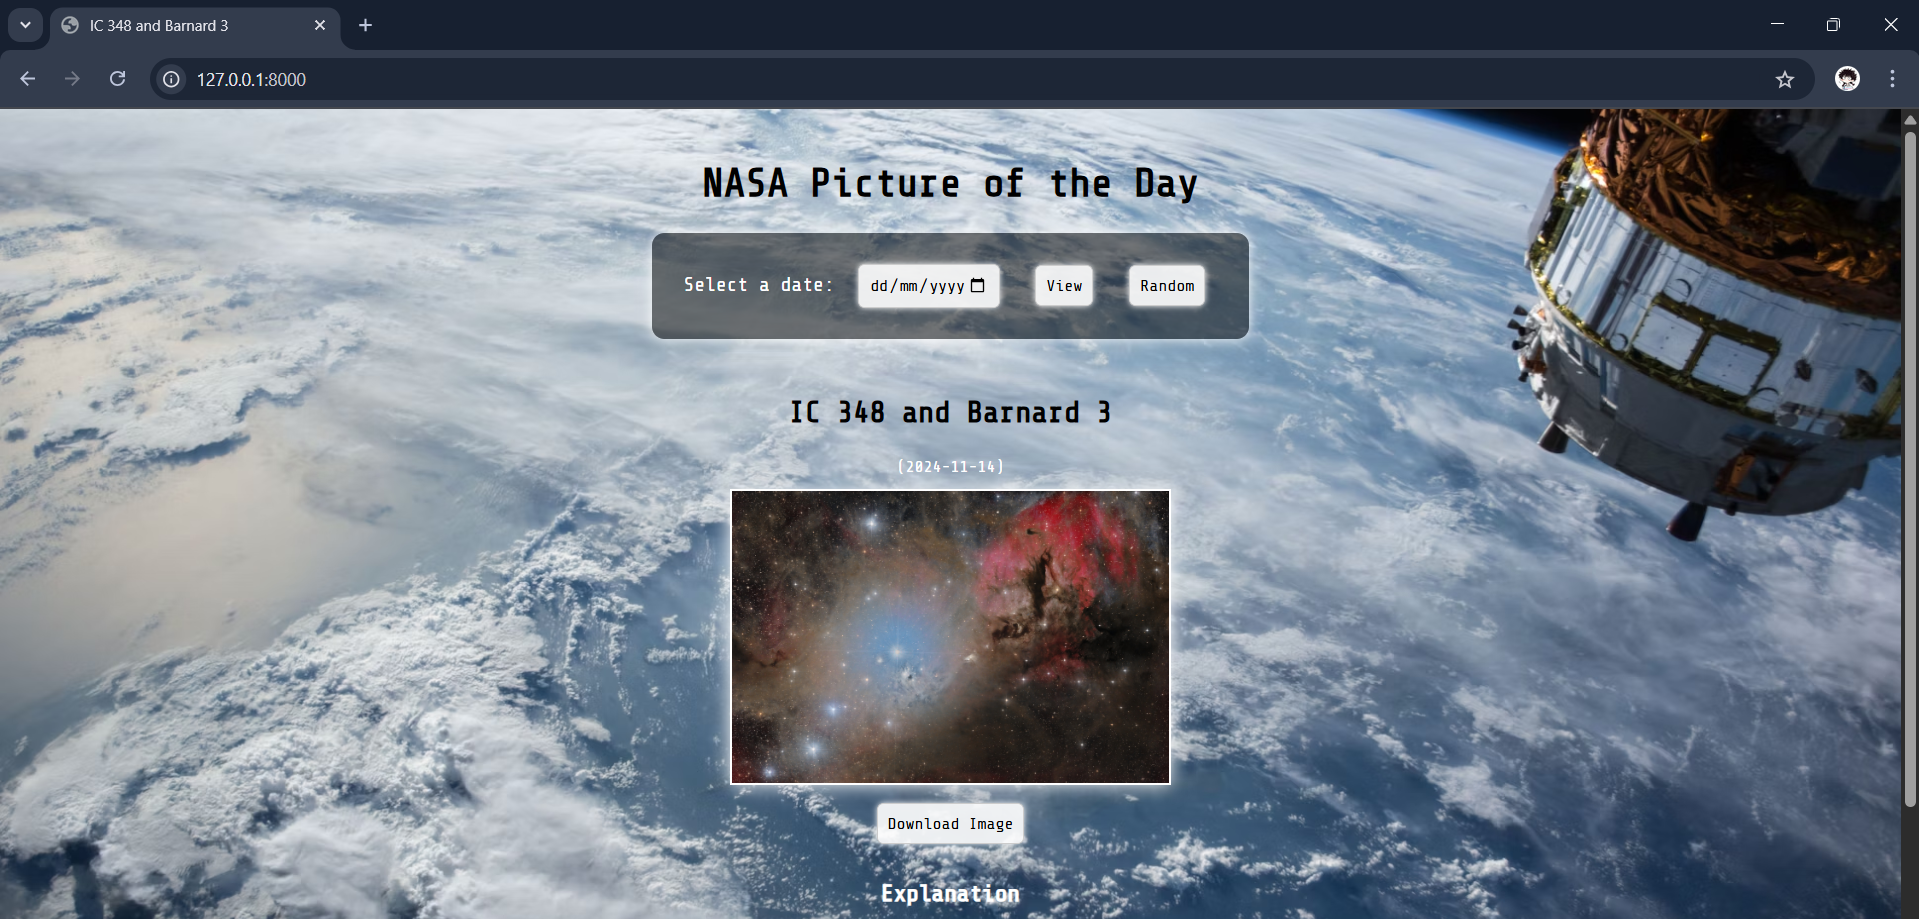 IC 348 and Barnard 3
127.0.0.1:8000
NASA Picture of the Day
Select a date: dd/mm/yyyy View Random
IC 348 and Barnard 3
(2024-11-14)
Download Image
Explanation